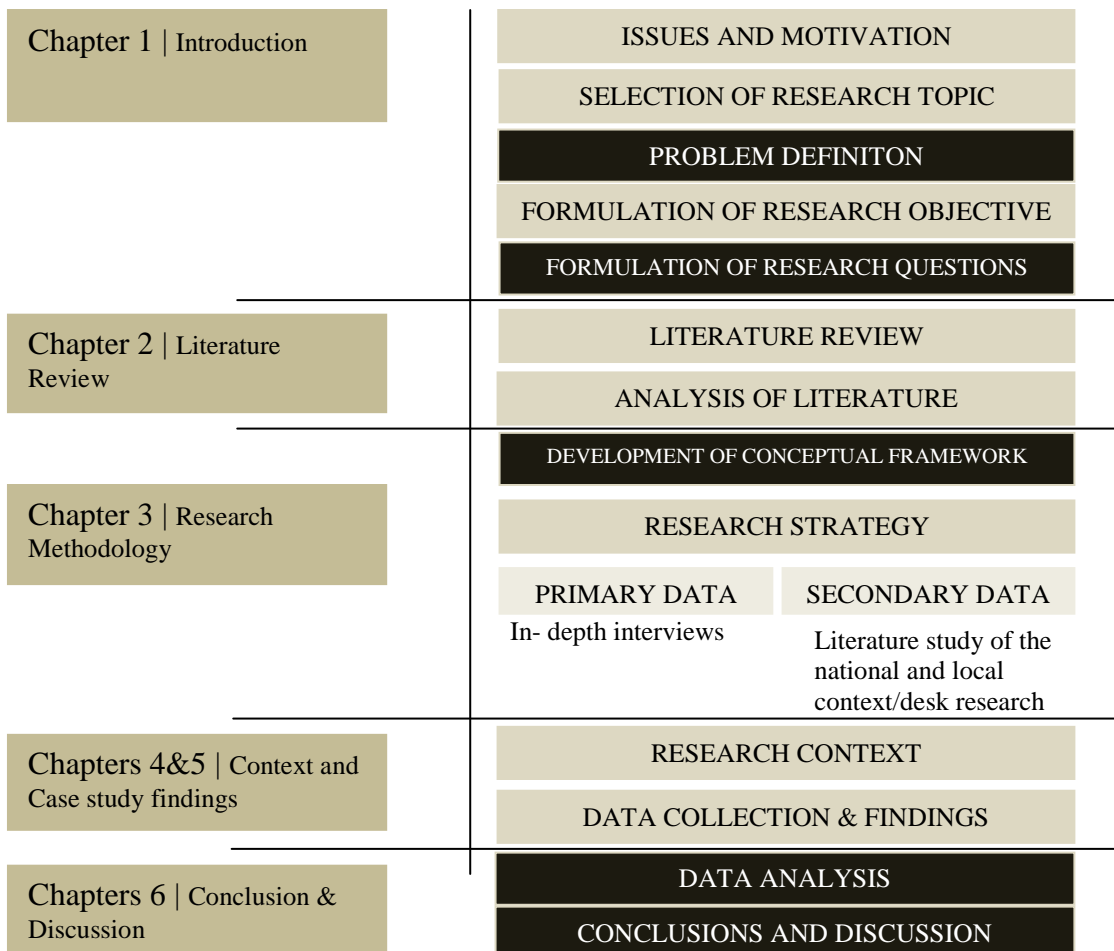 Chapter 1 | Introduction
ISSUES AND MOTIVATION
SELECTION OF RESEARCH TOPIC
PROBLEM DEFINITON
FORMULATION OF RESEARCH OBJECTIVE
FORMULATION OF RESEARCH QUESTIONS
Chapter 2 | Literature
Review
LITERATURE REVIEW
ANALYSIS OF LITERATURE
DEVELOPMENT OF CONCEPTUAL FRAMEWORK
Chapter 3 | Research
Methodology
RESEARCH STRATEGY
PRIMARY DATA
In- depth interviews
SECONDARY DATA
Literature study of the
national and local
context/desk research
Chapters 4&5 | Context and
Case study findings
RESEARCH CONTEXT
DATA COLLECTION & FINDINGS
Chapters 6 | Conclusion &
Discussion
DATA ANALYSIS
CONCLUSIONS AND DISCUSSION